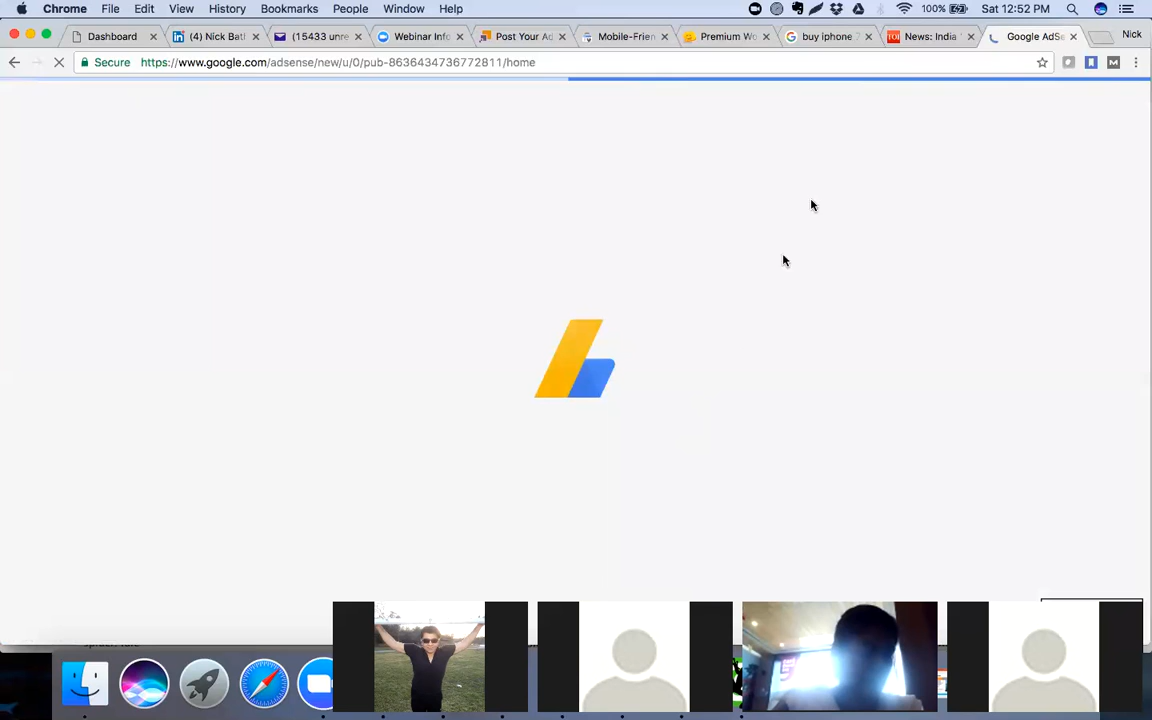 Chrome File Edit View History Bookmarks People Window Help 100% Sat 12:52 PM
Dashboard (4) Nick Bat (15433 unre Webinar Info Post Your Ad Mobile-Frien Premium Wo buy iphone 7 News: India Google AdSe Nick
Secure https://www.google.com/adsense/new/u/0/pub-8636434736772811/home